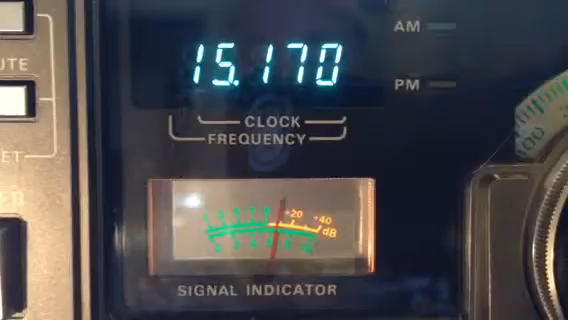 UTE
15.170
AM
PM
CLOCK
FREQUENCY
ET
+20 +40
dB
SIGNAL INDICATOR